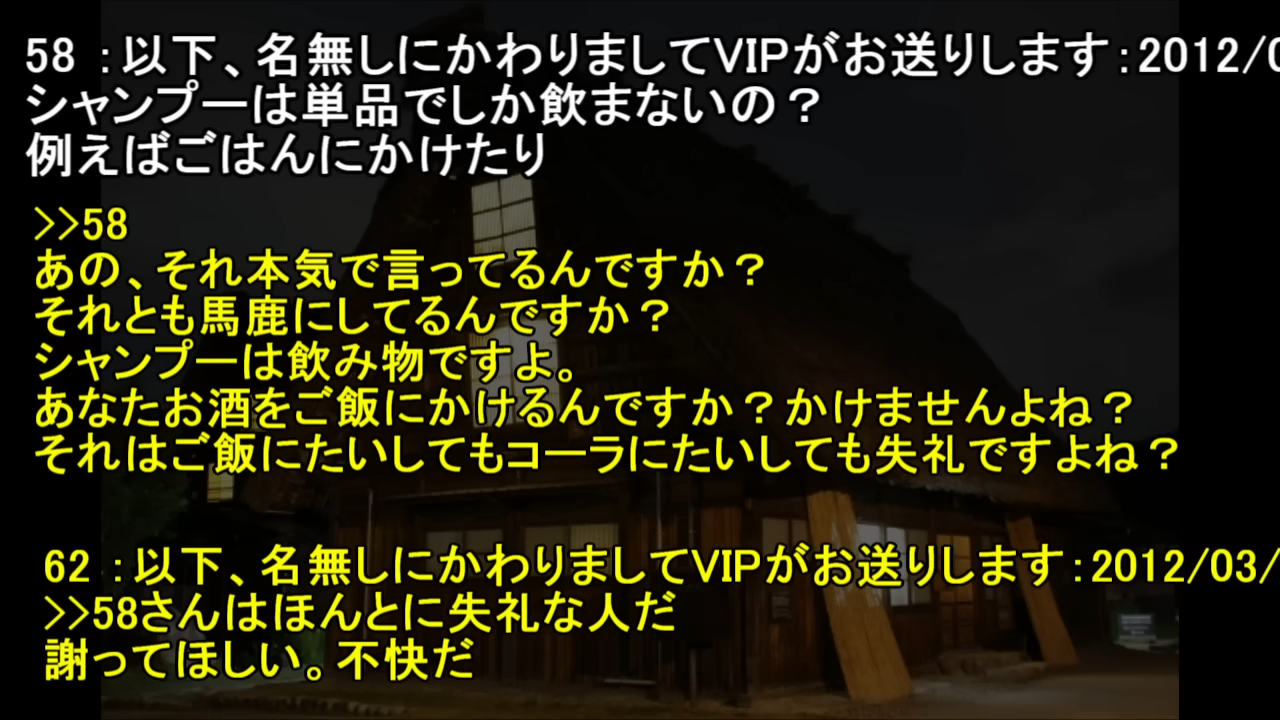 58 :以下、名無しにかわりましてVIPがお送りします:2012/0
シャンプーは単品でしか飲まないの？
例えばごはんにかけたり
>>58
あの、それ本気で言ってるんですか？
それとも馬鹿にしてるんですか？
シャンプーは飲み物ですよ。
あなたお酒をご飯にかけるんですか？かけませんよね？
それはご飯にたいしてもコーラにたいしても失礼ですよね？
62 :以下、名無しにかわりましてVIPがお送りします:2012/03/
>>58さんはほんとに失礼な人だ
謝ってほしい。不快だ